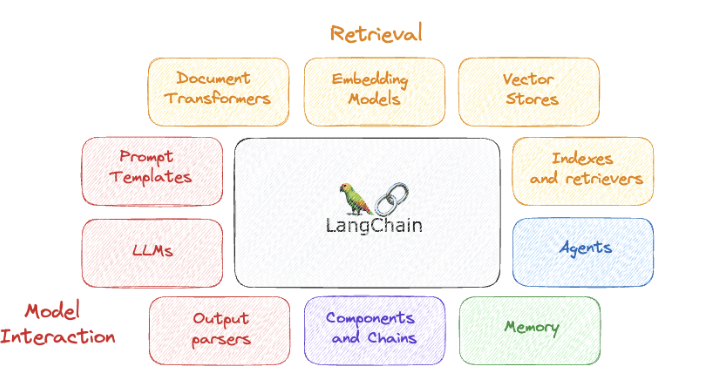 Retrieval
Document
Transformers
Embedding
Models
Vector
Stores
Prompt
Templates
Indexes
and retrievers
LangChain
LLMs
Agents
Model
Interaction
Output
parsers
Components
and Chains
Memory